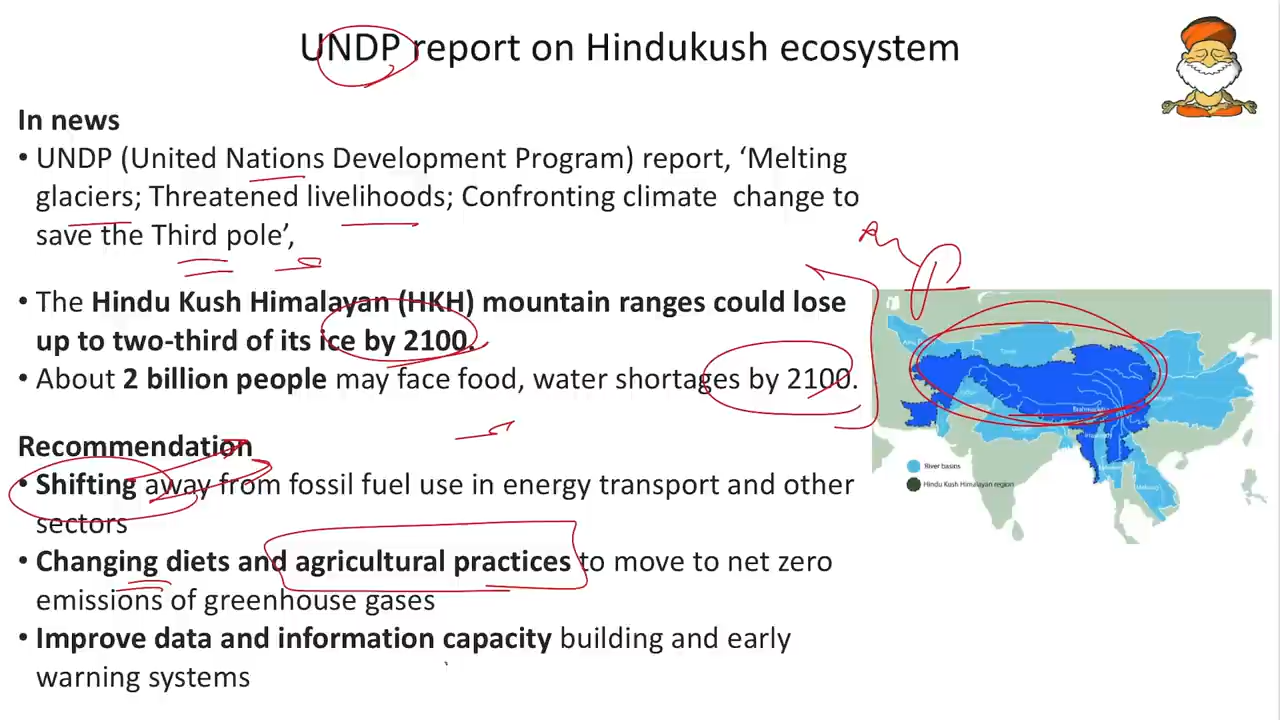 UNDP report on Hindukush ecosystem
In news
• UNDP (United Nations Development Program) report, ‘Melting
glaciers; Threatened livelihoods; Confronting climate change to
save the Third pole’,
• The Hindu Kush Himalayan (HKH) mountain ranges could lose
up to two-third of its ice by 2100.
• About 2 billion people may face food, water shortages by 2100.
Recommendation
• Shifting away from fossil fuel use in energy transport and other
sectors
• Changing diets and agricultural practices to move to net zero
emissions of greenhouse gases
• Improve data and information capacity building and early
warning systems
Tarim
River basins
Hindu Kush Himalayan region